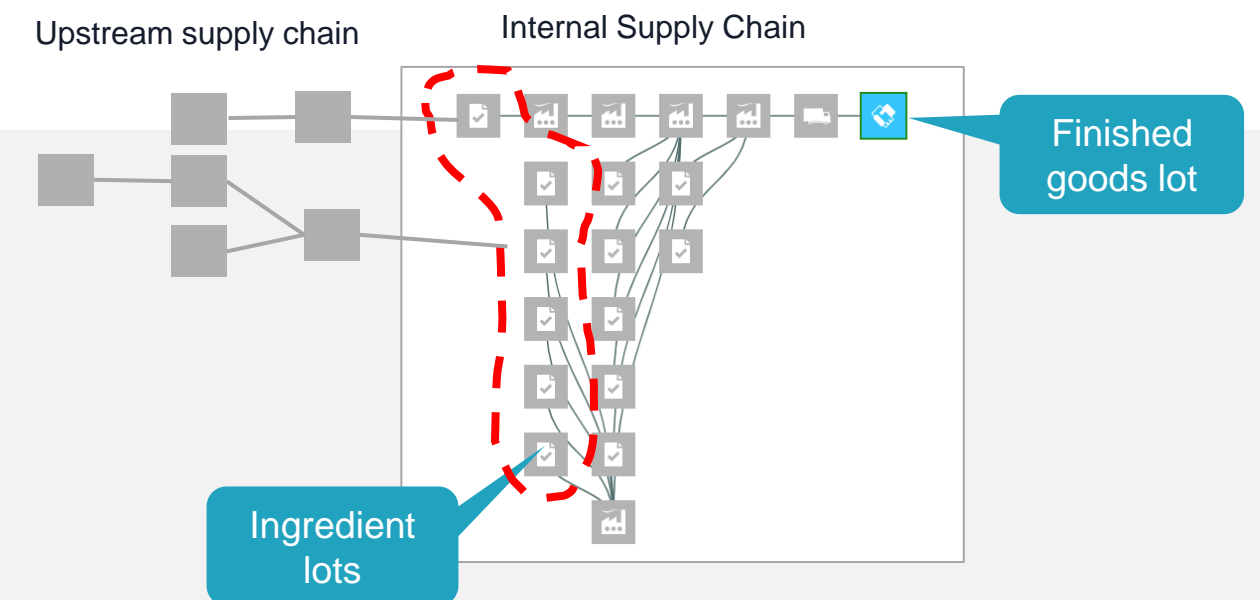 Upstream supply chain
Internal Supply Chain
Finished
goods lot
Ingredient
lots